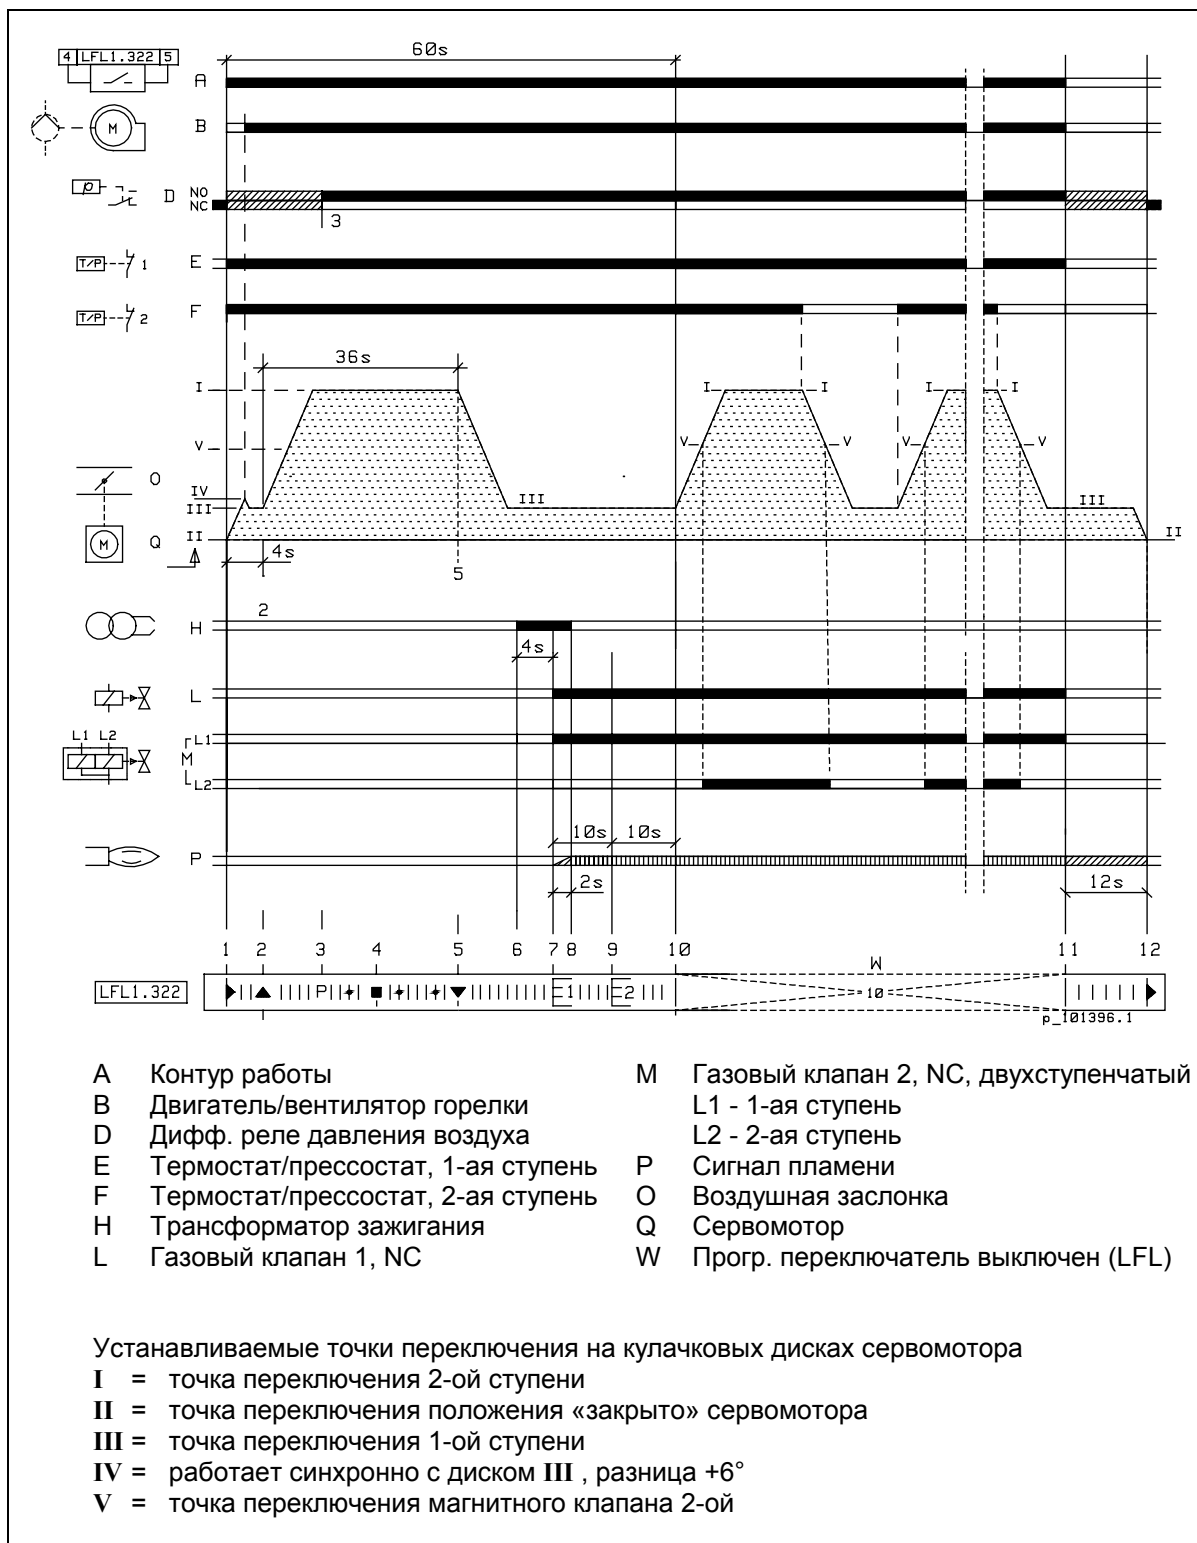 60s
4 LFL1.322 5
A
M B
p D NO
NC
3
T/P 1 E
T/P 2 F
36s
I I I I I
V V V V V
O
IV
III III III
M Q II II
4s
5
2
H
4s
L
L1 L2
L1
M
L2
10s 10s
P
2s 12s
1 2 3 4 5 6 7 8 9 10 11 12
W
LFL1.322 P E1 E2 10
p_101396.1
A Контур работы
B Двигатель/вентилятор горелки
D Дифф. реле давления воздуха
E Термостат/прессостат, 1-ая ступень
F Термостат/прессостат, 2-ая ступень
H Трансформатор зажигания
L Газовый клапан 1, NC
M Газовый клапан 2, NC, двухступенчатый
L1 - 1-ая ступень
L2 - 2-ая ступень
P Сигнал пламени
O Воздушная заслонка
Q Сервомотор
W Прогр. переключатель выключен (LFL)
Устанавливаемые точки переключения на кулачковых дисках сервомотора
I = точка переключения 2-ой ступени
II = точка переключения положения «закрыто» сервомотора
III = точка переключения 1-ой ступени
IV = работает синхронно с диском III , разница +6°
V = точка переключения магнитного клапана 2-ой